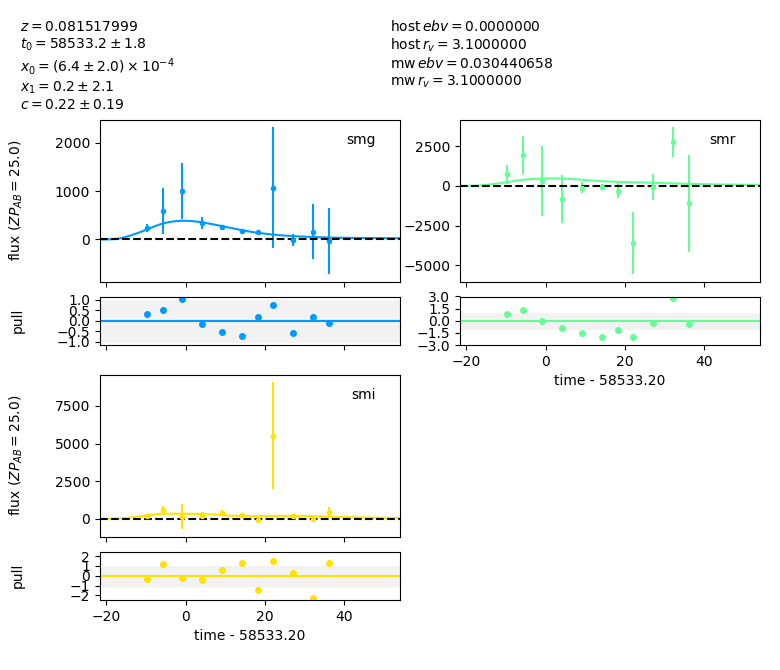 z = 0.081517999
t₀ = 58533.2 ± 1.8
x₀ = (6.4 ± 2.0) × 10⁻⁴
x₁ = 0.2 ± 2.1
c = 0.22 ± 0.19
host ebv = 0.0000000
host r_v = 3.1000000
mw ebv = 0.030440658
mw r_v = 3.1000000
flux (ZP_AB = 25.0)
2000
1000
0
smg
smr
2500
0
−2500
−5000
pull
1.0
0.5
0.0
−0.5
−1.0
3.0
1.5
0.0
−1.5
−3.0
−20 0 20 40
time - 58533.20
flux (ZP_AB = 25.0)
7500
5000
2500
0
smi
pull
2
1
0
−1
−2
−20 0 20 40
time - 58533.20